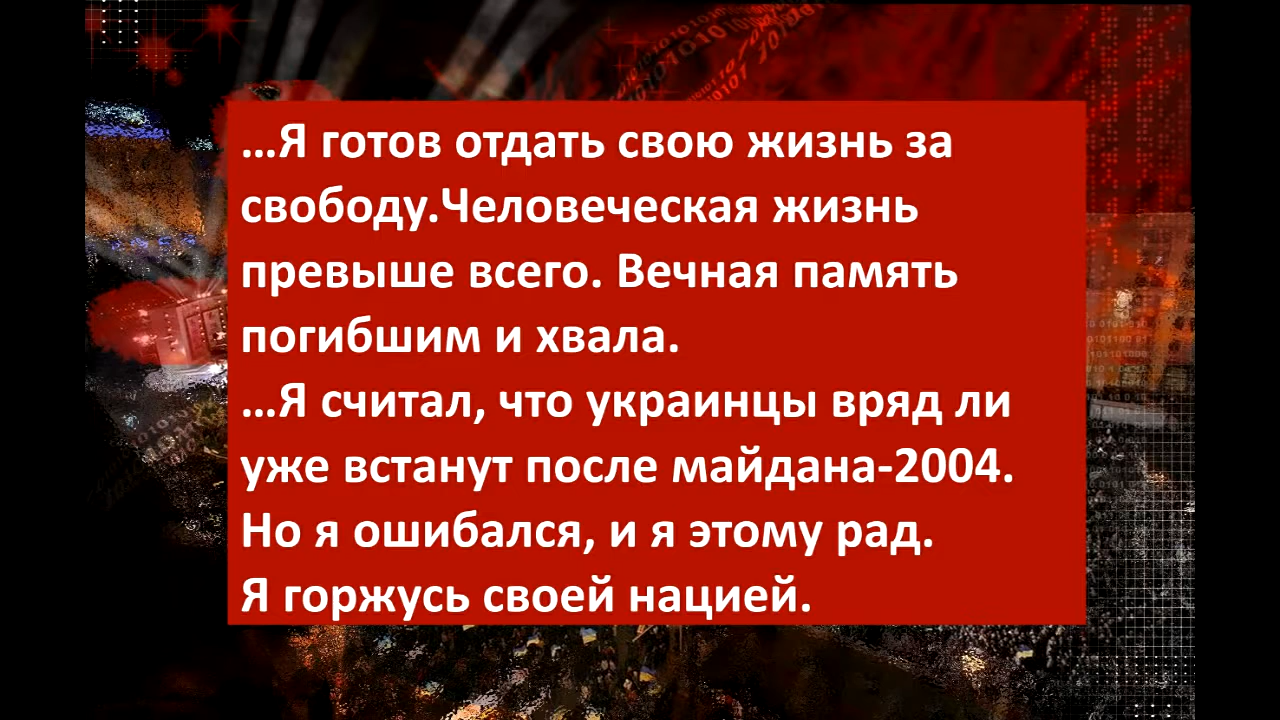 …Я готов отдать свою жизнь за
свободу.Человеческая жизнь
превыше всего. Вечная память
погибшим и хвала.
…Я считал, что украинцы вряд ли
уже встанут после майдана-2004.
Но я ошибался, и я этому рад.
Я горжусь своей нацией.